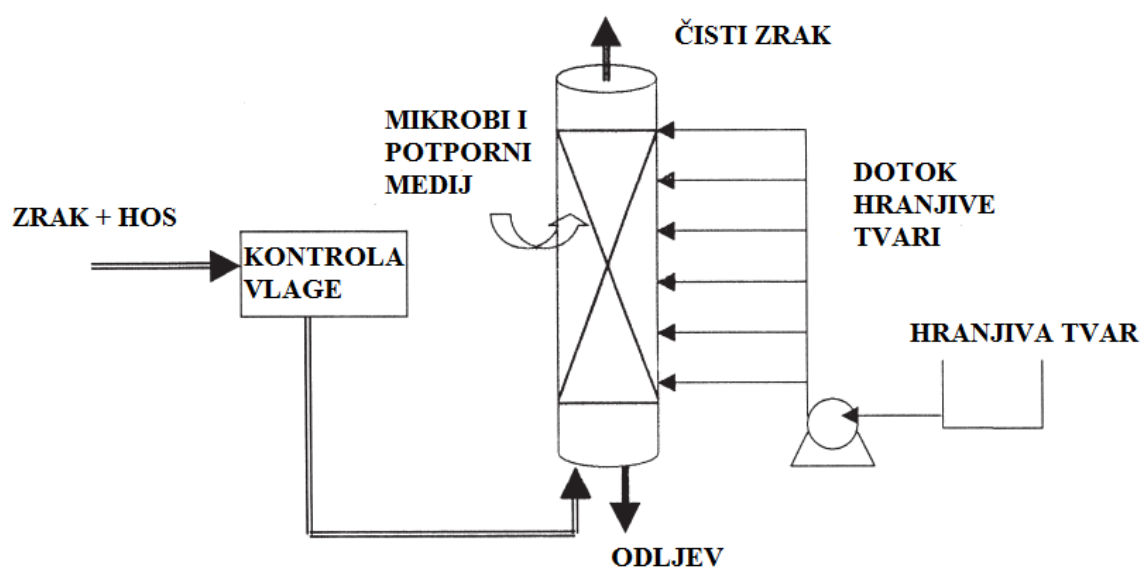 ČISTI ZRAK
MIKROBI I
POTPORNI
MEDIJ
DOTOK
HRANJIVE
TVARI
ZRAK + HOS
KONTROLA
VLAGE
HRANJIVA TVAR
ODLJEV